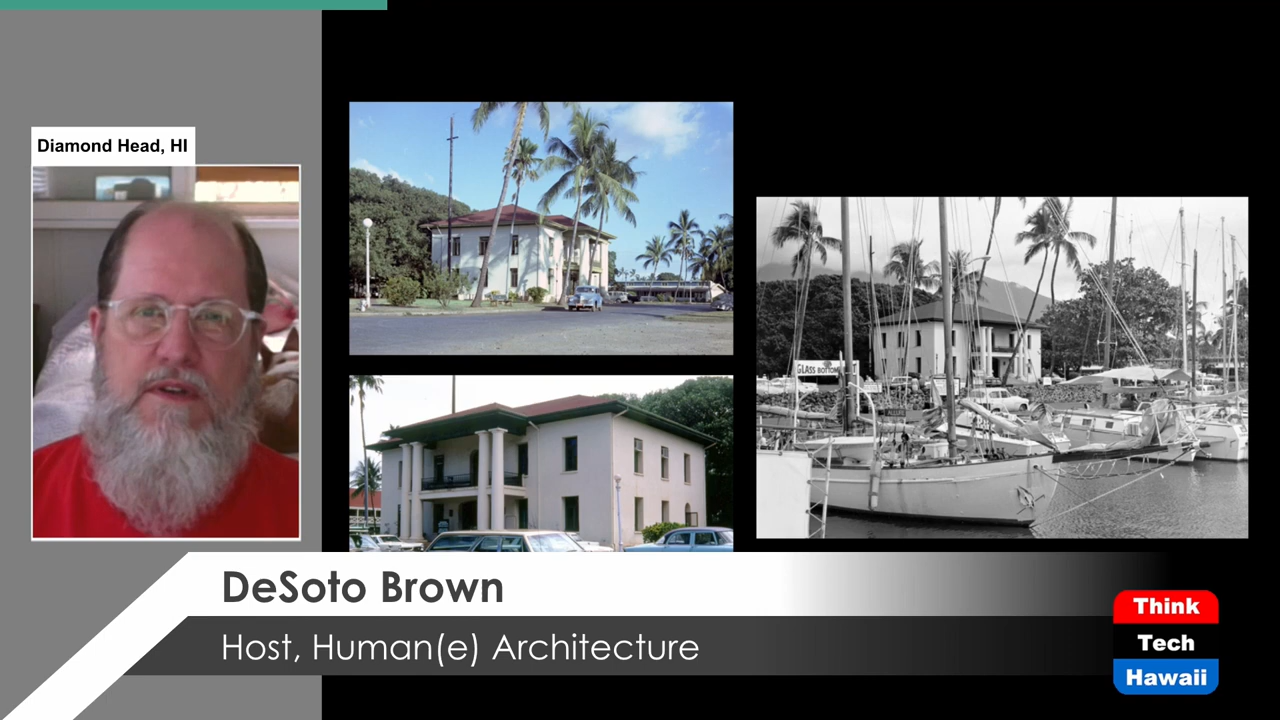 Diamond Head, HI
GLASS BOTTOM
DeSoto Brown
Host, Human(e) Architecture
Think
Tech
Hawaii